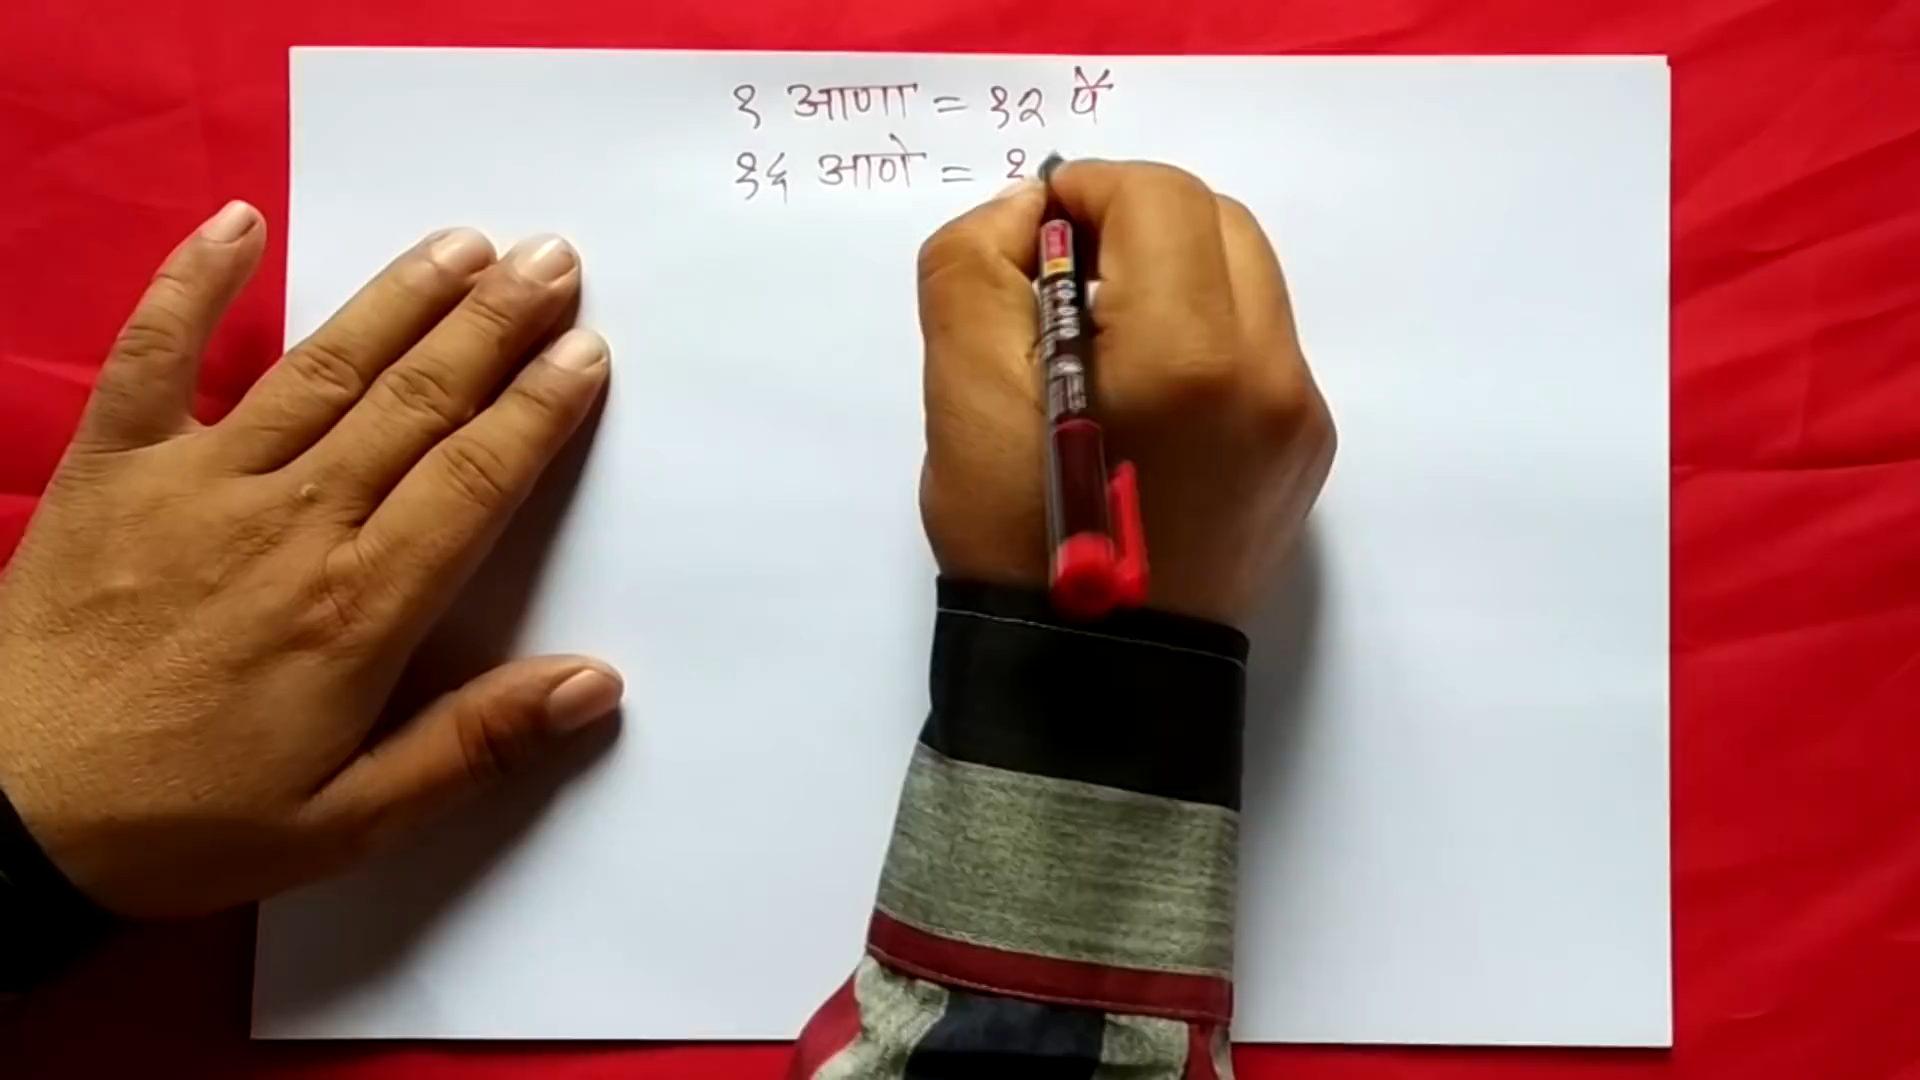 १ आणा = १२ पै
१६ आणे = १